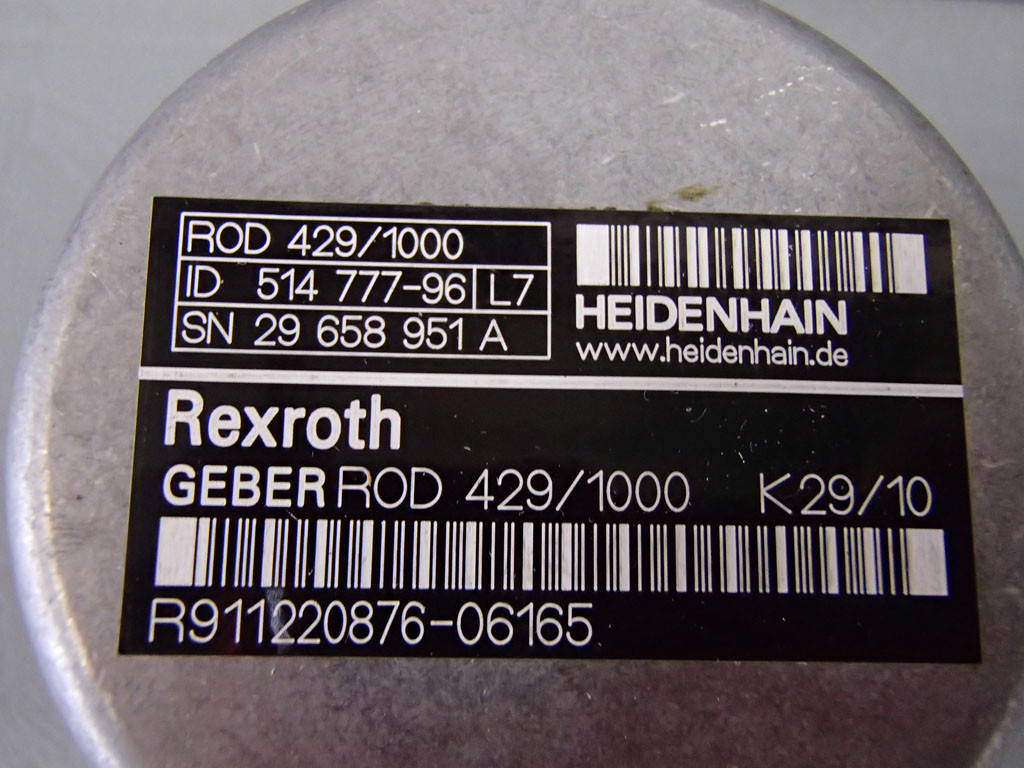 ROD 429/1000
ID 514 777-96 L7
SN 29 658 951 A
HEIDENHAIN
www.heidenhain.de
Rexroth
GEBER ROD 429/1000 K29/10
R911220876-06165